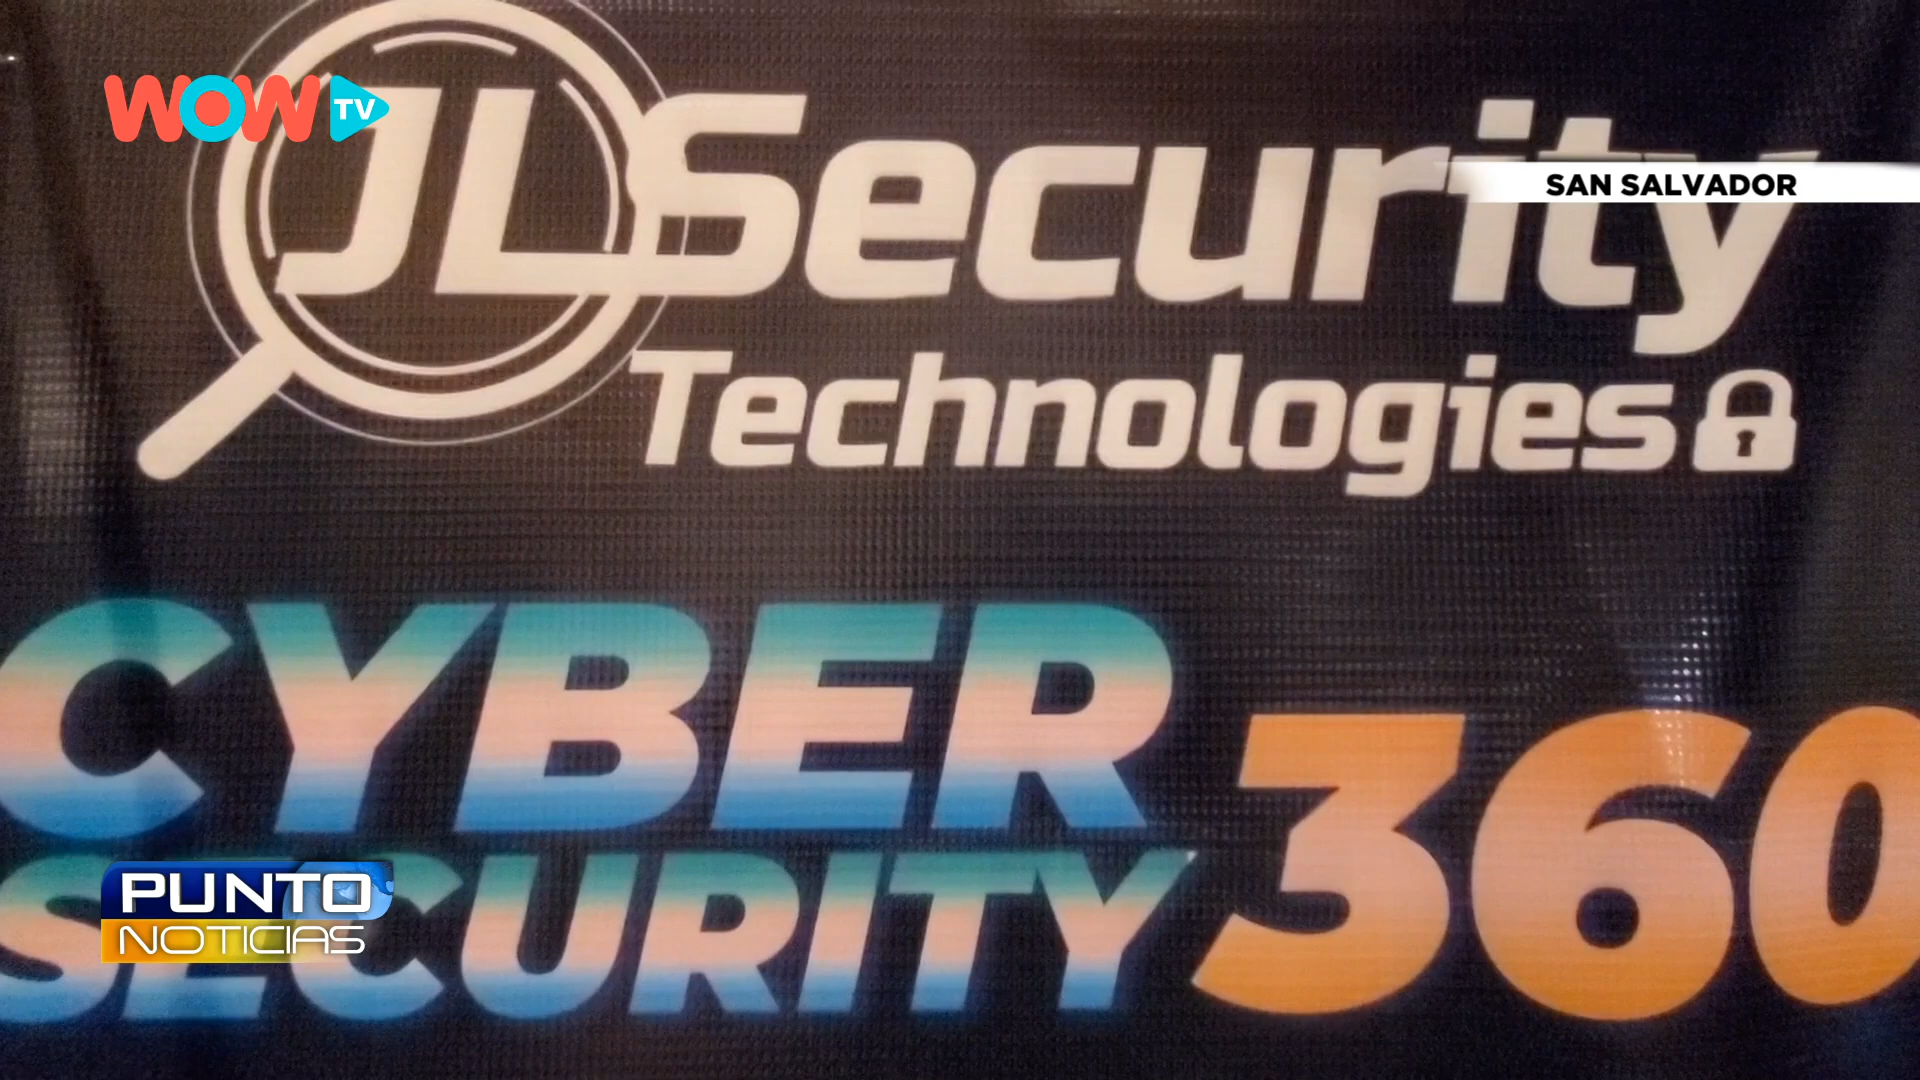 WOW TV
JL Security
SAN SALVADOR
Technologies
CYBER
360
SECURITY
PUNTO
NOTICIAS